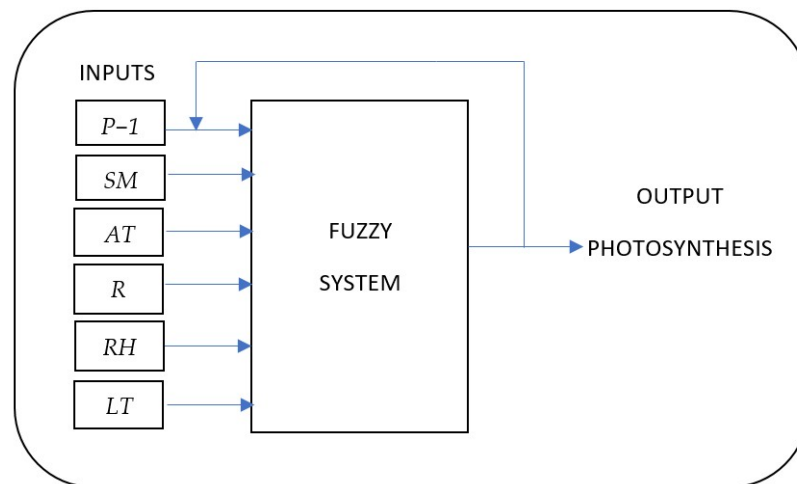 INPUTS
P−1
SM
AT
R
RH
LT
FUZZY
SYSTEM
OUTPUT
PHOTOSYNTHESIS